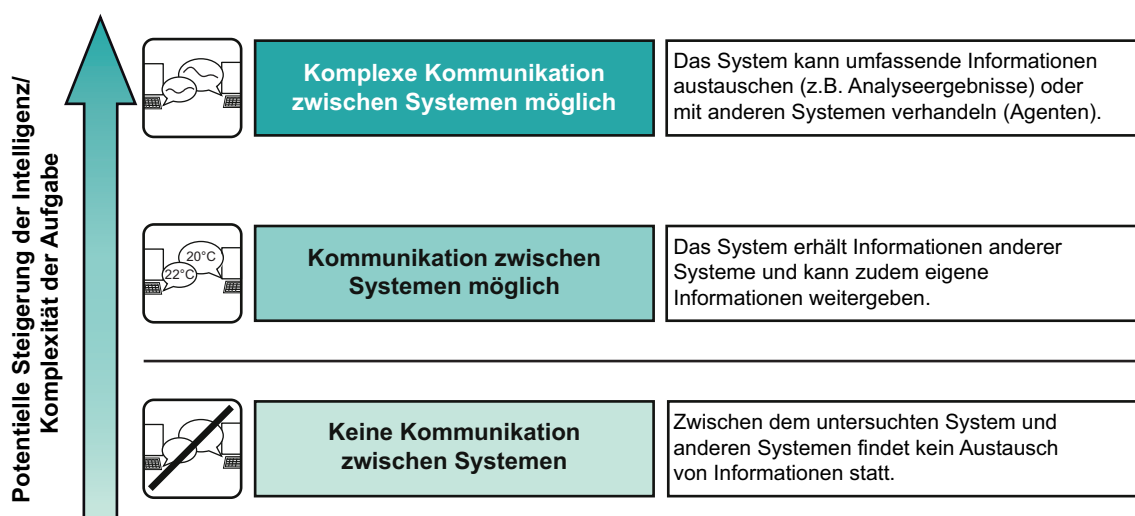 Potentielle Steigerung der Intelligenz/
Komplexität der Aufgabe
Komplexe Kommunikation
zwischen Systemen möglich
Das System kann umfassende Informationen
austauschen (z.B. Analyseergebnisse) oder
mit anderen Systemen verhandeln (Agenten).
20°C
22°C
Kommunikation zwischen
Systemen möglich
Das System erhält Informationen anderer
Systeme und kann zudem eigene
Informationen weitergeben.
Keine Kommunikation
zwischen Systemen
Zwischen dem untersuchten System und
anderen Systemen findet kein Austausch
von Informationen statt.